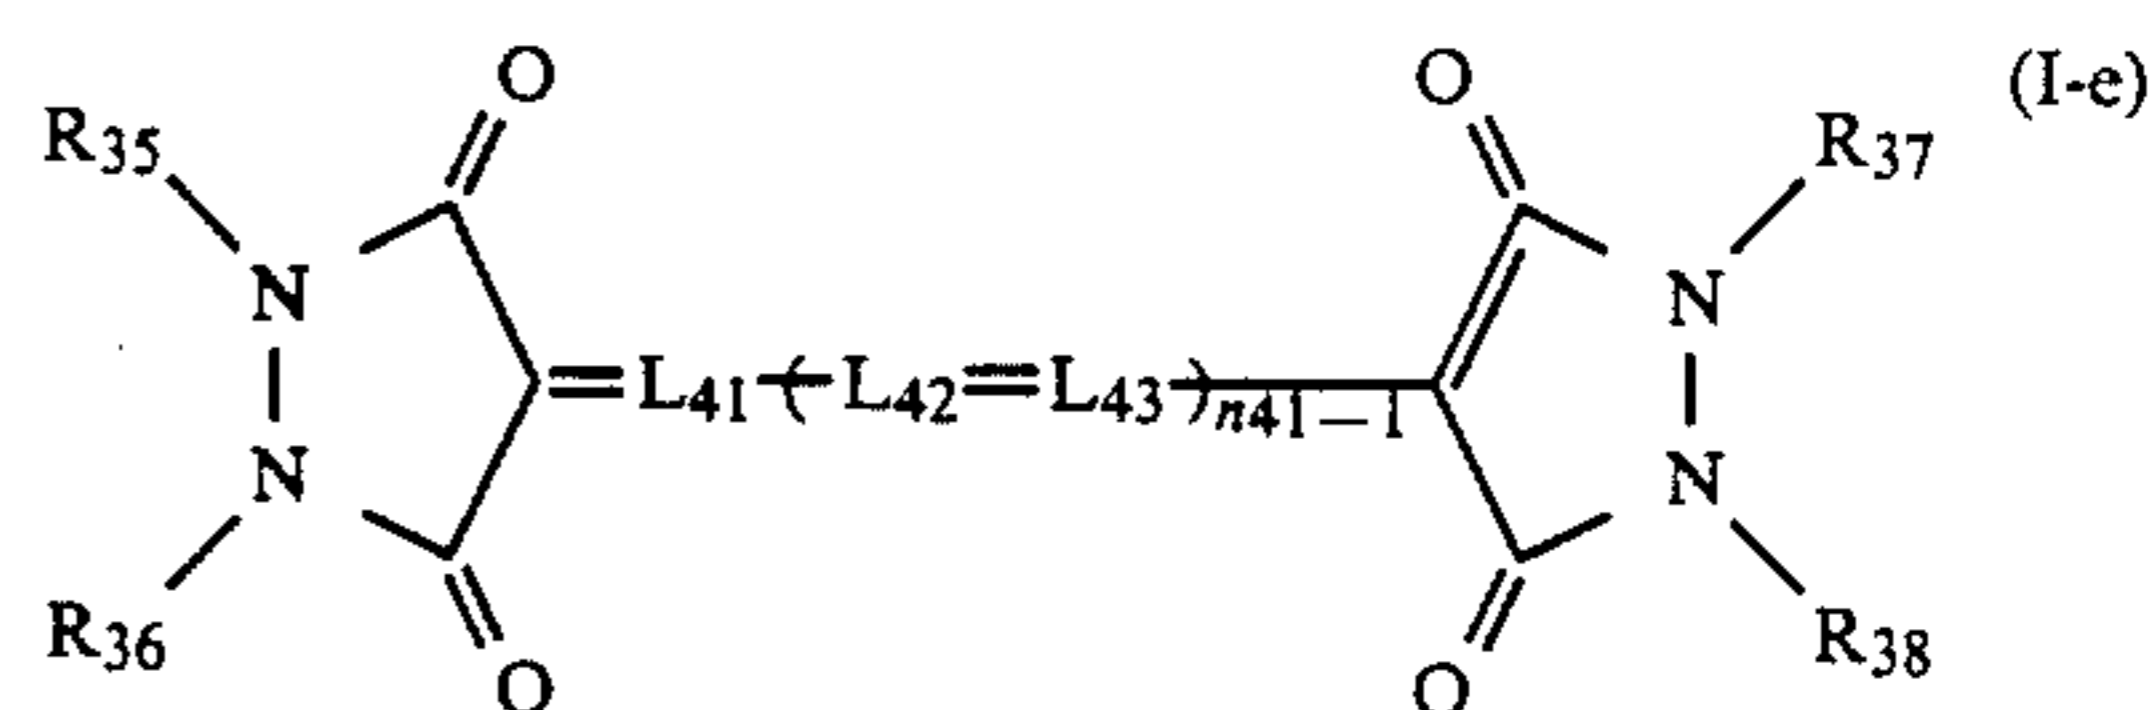 O O (I-e)
R35 R37
N N
=L41—(L42=L43)n41—1
N N
R36 R38
O O